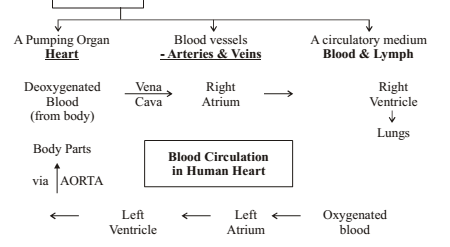 A Pumping Organ
Heart
Blood vessels
- Arteries & Veins
A circulatory medium
Blood & Lymph
Deoxygenated
Blood
(from body)
Vena
Cava
Right
Atrium
Right
Ventricle
Lungs
Body Parts
via AORTA
Blood Circulation
in Human Heart
Left
Ventricle
Left
Atrium
Oxygenated
blood